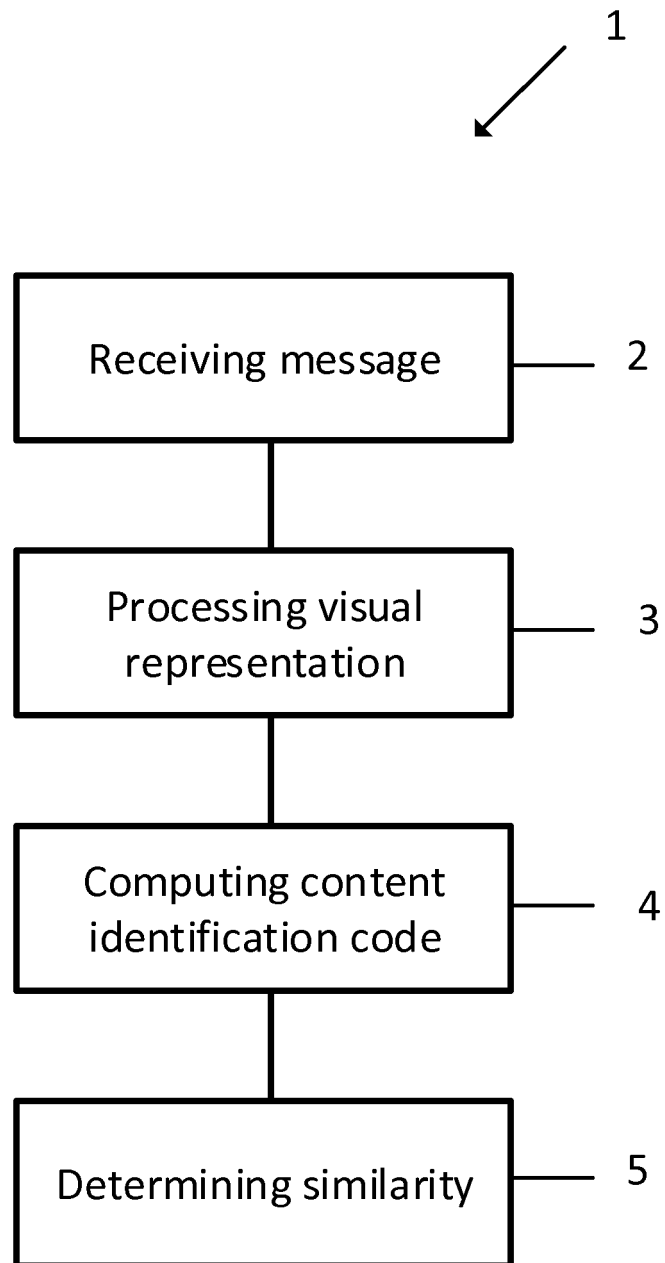 1
Receiving message
2
Processing visual
representation
3
Computing content
identification code
4
Determining similarity
5